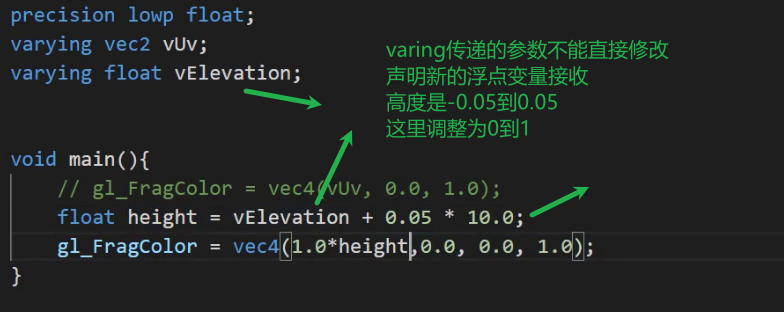 precision lowp float;
varying vec2 vUv;
varying float vElevation;
varing传递的参数不能直接修改
声明新的浮点变量接收
高度是-0.05到0.05
这里调整为0到1
void main(){
// gl_FragColor = vec4(vUv, 0.0, 1.0);
float height = vElevation + 0.05 * 10.0;
gl_FragColor = vec4(1.0*height,0.0, 0.0, 1.0);
}